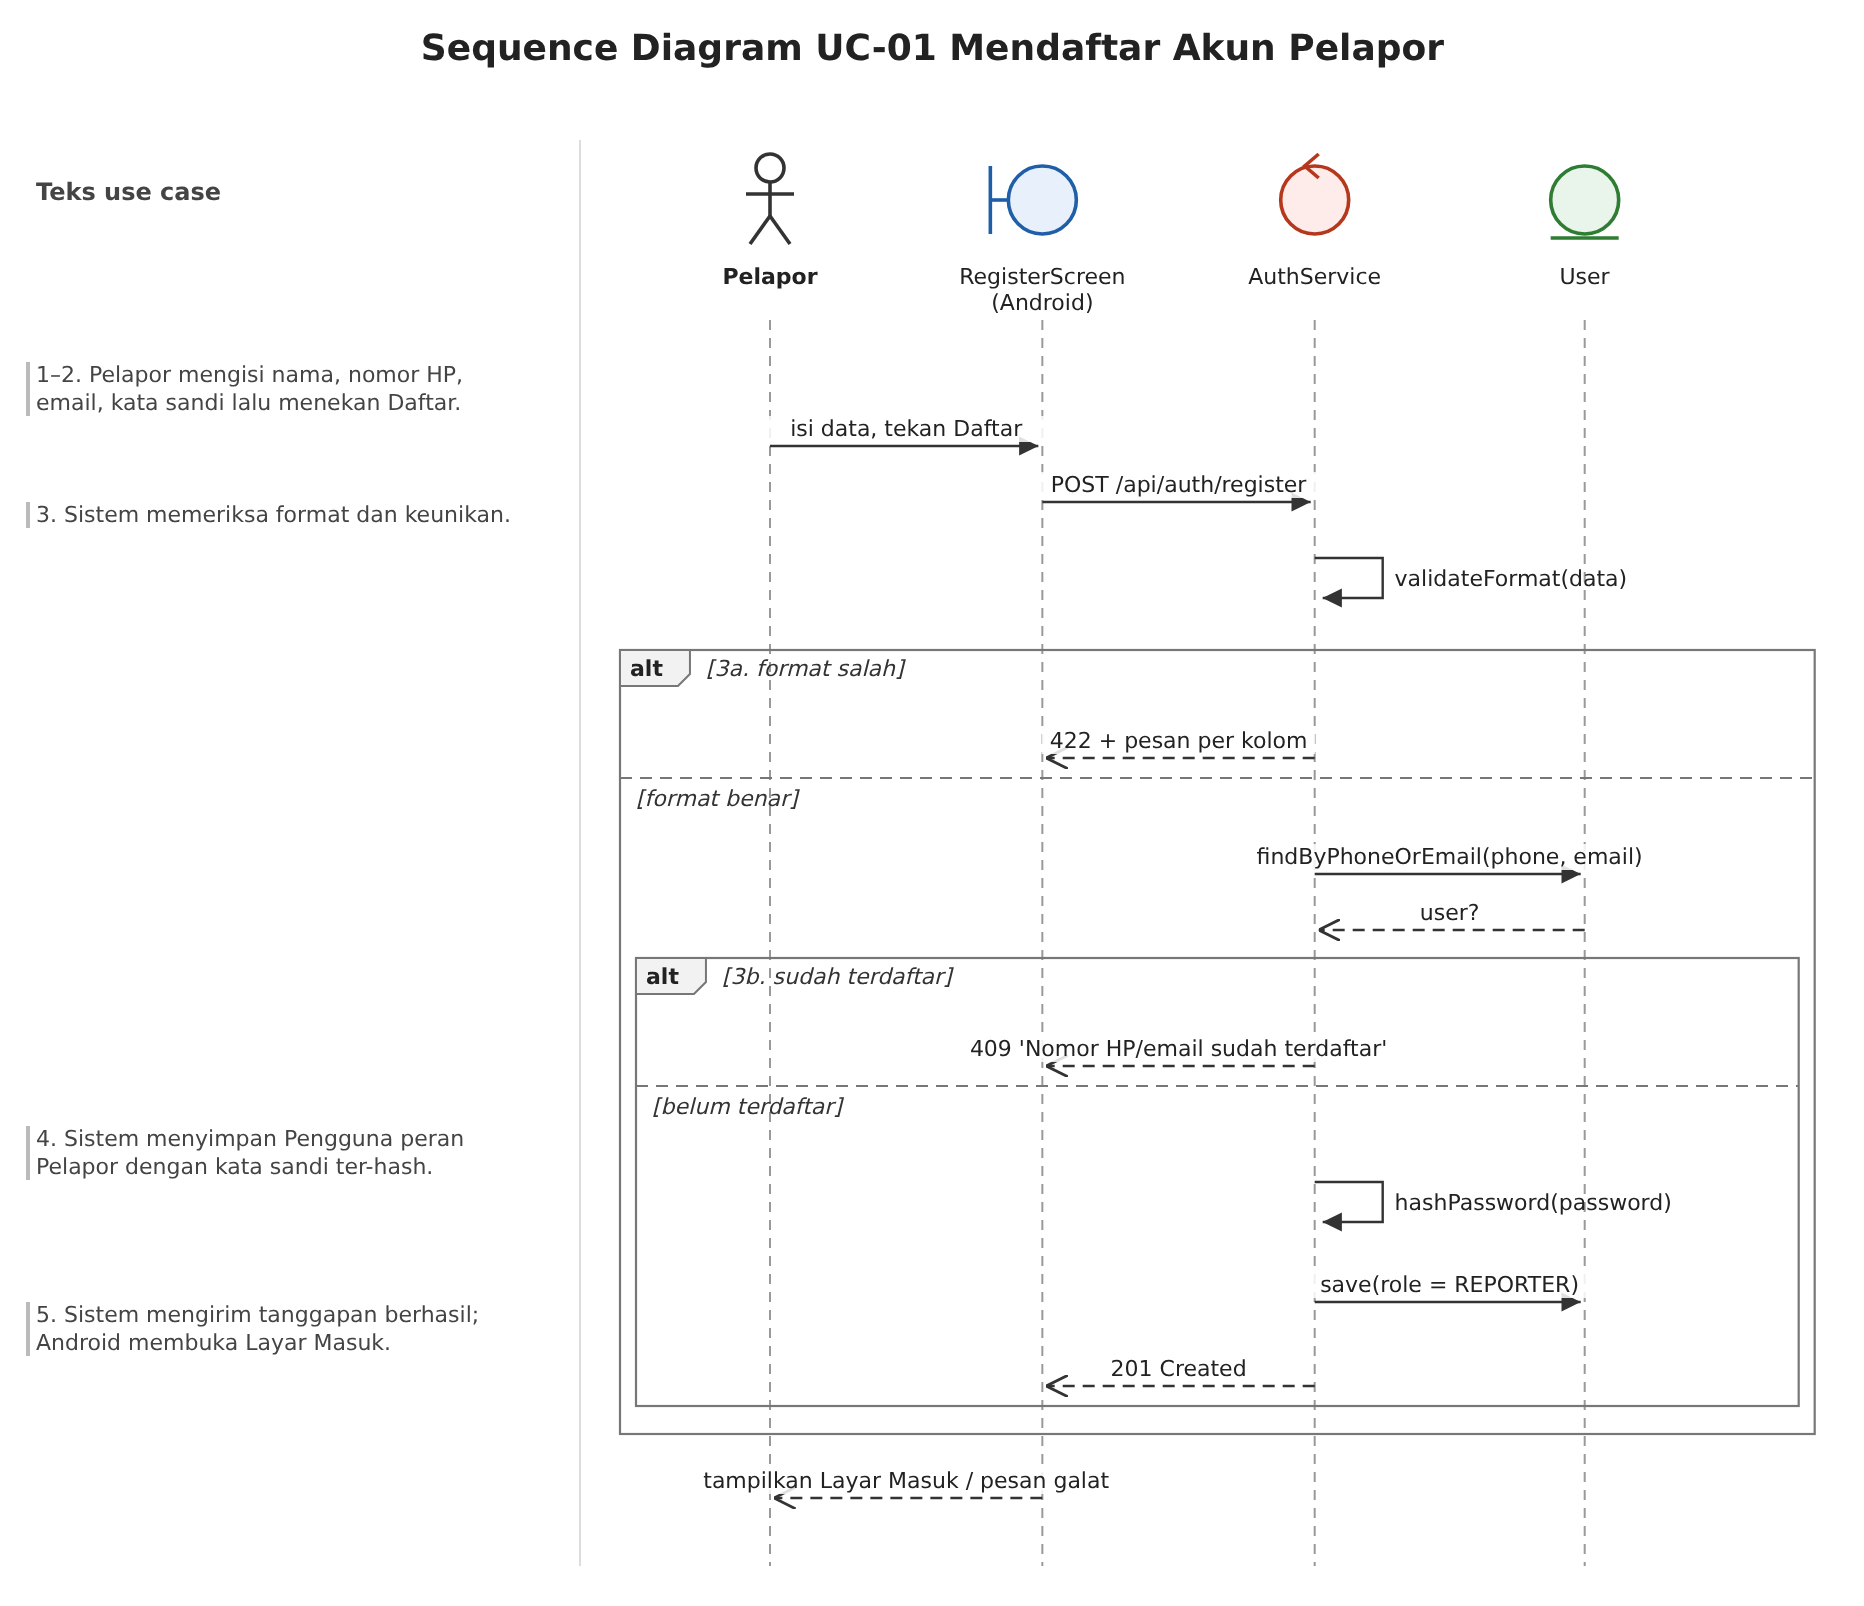 Sequence Diagram UC-01 Mendaftar Akun Pelapor
Teks use case
Pelapor
RegisterScreen
(Android)
AuthService
User
1–2. Pelapor mengisi nama, nomor HP,
email, kata sandi lalu menekan Daftar.
isi data, tekan Daftar
POST /api/auth/register
3. Sistem memeriksa format dan keunikan.
validateFormat(data)
alt [3a. format salah]
422 + pesan per kolom
[format benar]
findByPhoneOrEmail(phone, email)
user?
alt [3b. sudah terdaftar]
409 'Nomor HP/email sudah terdaftar'
[belum terdaftar]
4. Sistem menyimpan Pengguna peran
Pelapor dengan kata sandi ter-hash.
hashPassword(password)
save(role = REPORTER)
5. Sistem mengirim tanggapan berhasil;
Android membuka Layar Masuk.
201 Created
tampilkan Layar Masuk / pesan galat